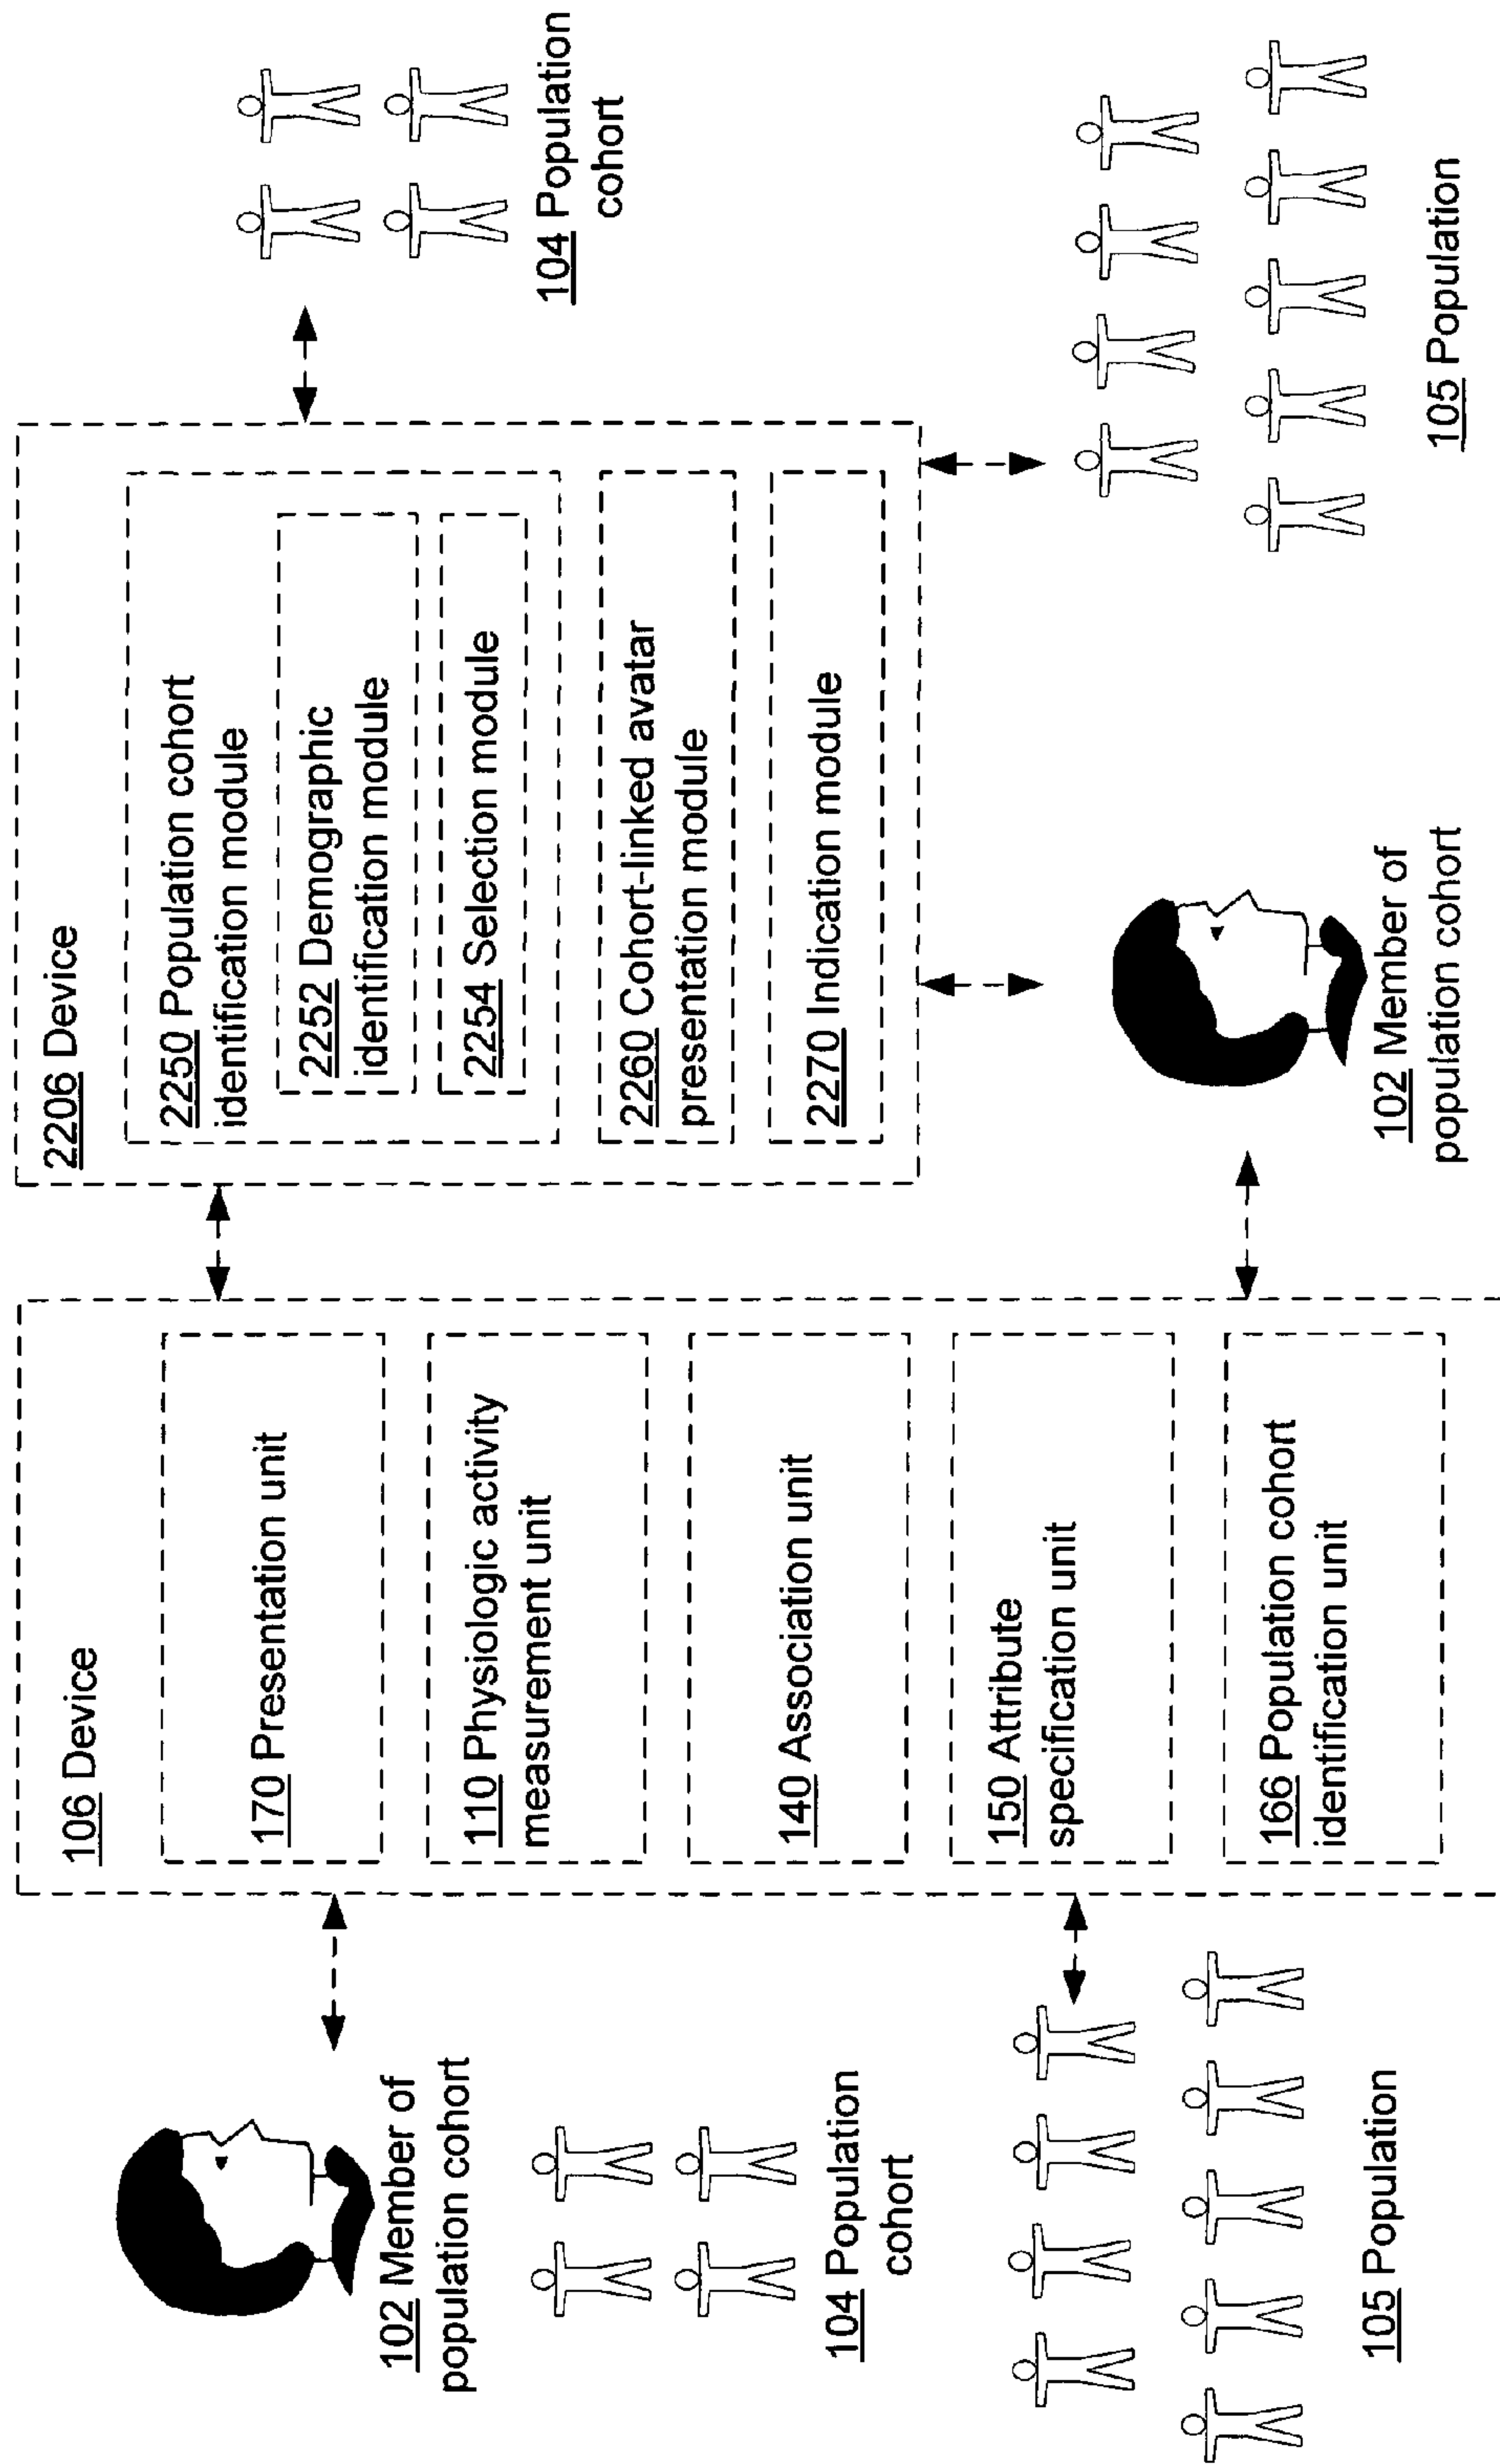 102 Member of
population cohort
104 Population
cohort
105 Population
106 Device
170 Presentation unit
110 Physiologic activity
measurement unit
140 Association unit
150 Attribute
specification unit
166 Population cohort
identification unit
2206 Device
2250 Population cohort
identification module
2252 Demographic
identification module
2254 Selection module
2260 Cohort-linked avatar
presentation module
2270 Indication module
102 Member of
population cohort
104 Population
cohort
105 Population